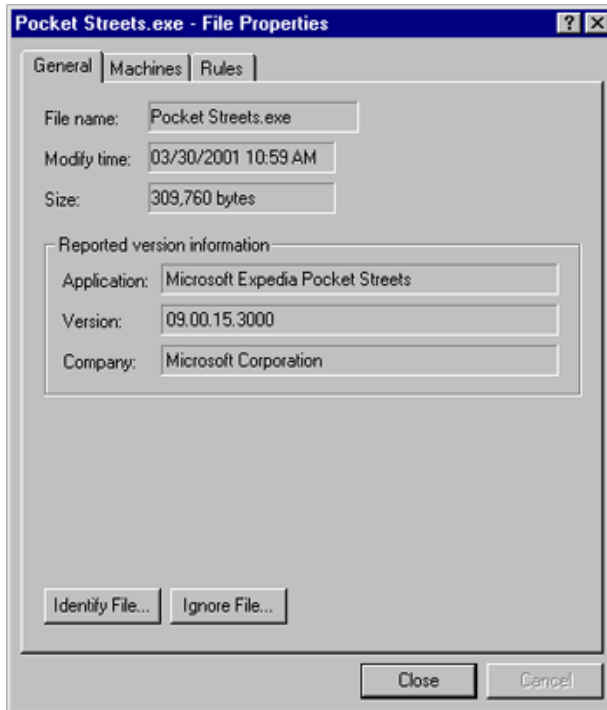 Pocket Streets.exe - File Properties
General Machines Rules
File name: Pocket Streets.exe
Modify time: 03/30/2001 10:59 AM
Size: 309,760 bytes
Reported version information
Application: Microsoft Expedia Pocket Streets
Version: 09.00.15.3000
Company: Microsoft Corporation
Identify File... Ignore File...
Close Cancel